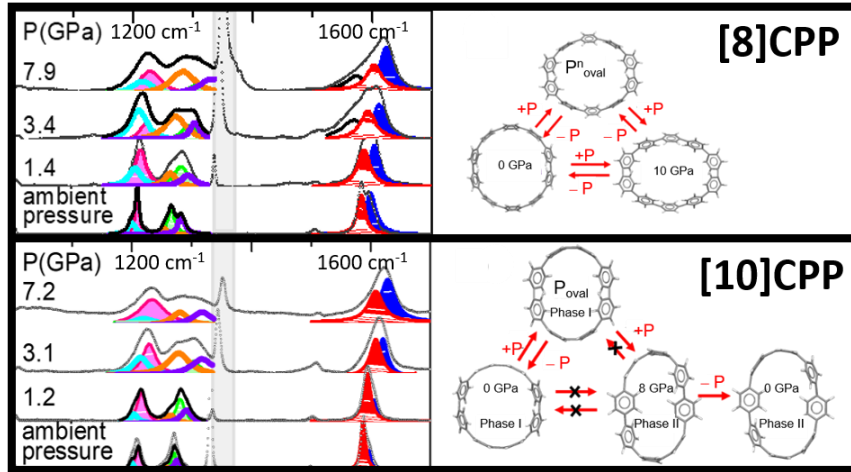 P(GPa)
1200 cm⁻¹
1600 cm⁻¹
7.9
3.4
1.4
ambient
pressure
[8]CPP
Pⁿoval
+P
+P
– P
– P
0 GPa
+P
– P
10 GPa
P(GPa)
1200 cm⁻¹
1600 cm⁻¹
7.2
3.1
1.2
ambient
pressure
[10]CPP
Poval
Phase I
+P
– P
+P
0 GPa
Phase I
8 GPa
Phase II
– P
0 GPa
Phase II